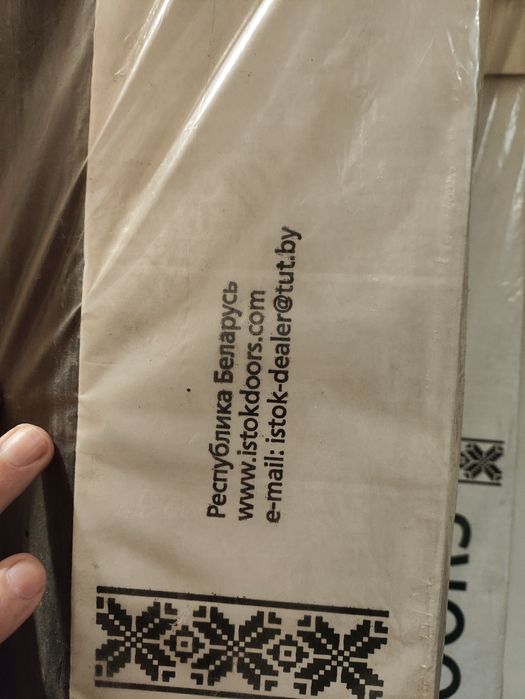 Республика Беларусь
www.istokdoors.com
e-mail: istok-dealer@tut.by